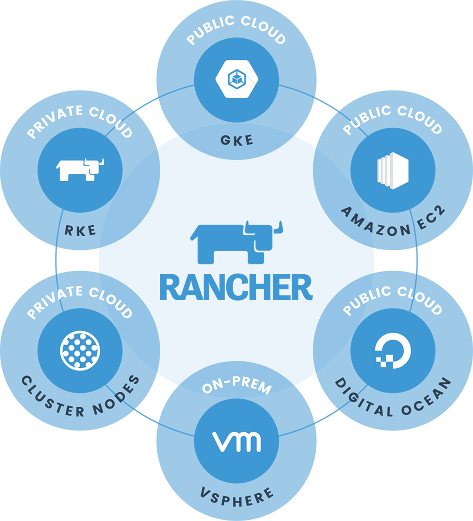 PUBLIC CLOUD
GKE
PRIVATE CLOUD
RKE
PUBLIC CLOUD
AMAZON EC2
RANCHER
PRIVATE CLOUD
CLUSTER NODES
PUBLIC CLOUD
DIGITAL OCEAN
ON-PREM
vm
VSPHERE